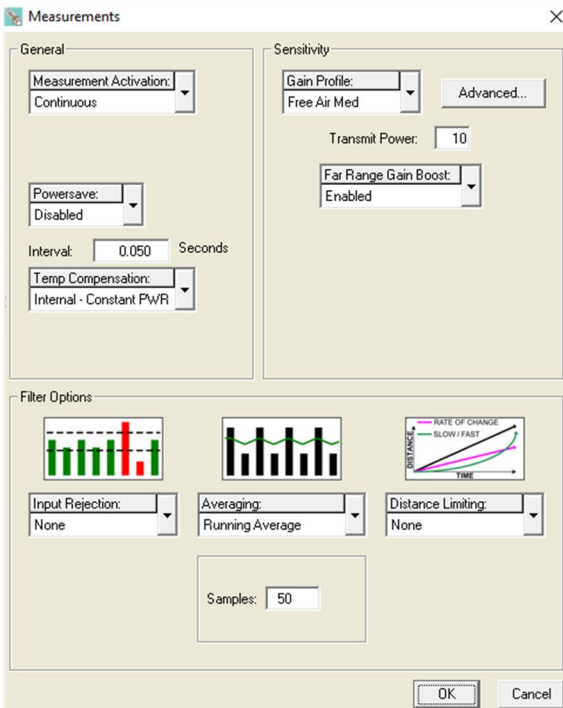 Measurements
General
Measurement Activation:
Continuous
Powersave:
Disabled
Interval: 0.050 Seconds
Temp Compensation:
Internal - Constant PWR
Sensitivity
Gain Profile:
Free Air Med
Advanced...
Transmit Power: 10
Far Range Gain Boost:
Enabled
Filter Options
RATE OF CHANGE
SLOW / FAST
DISTANCE
TIME
Input Rejection:
None
Averaging:
Running Average
Distance Limiting:
None
Samples: 50
OK
Cancel